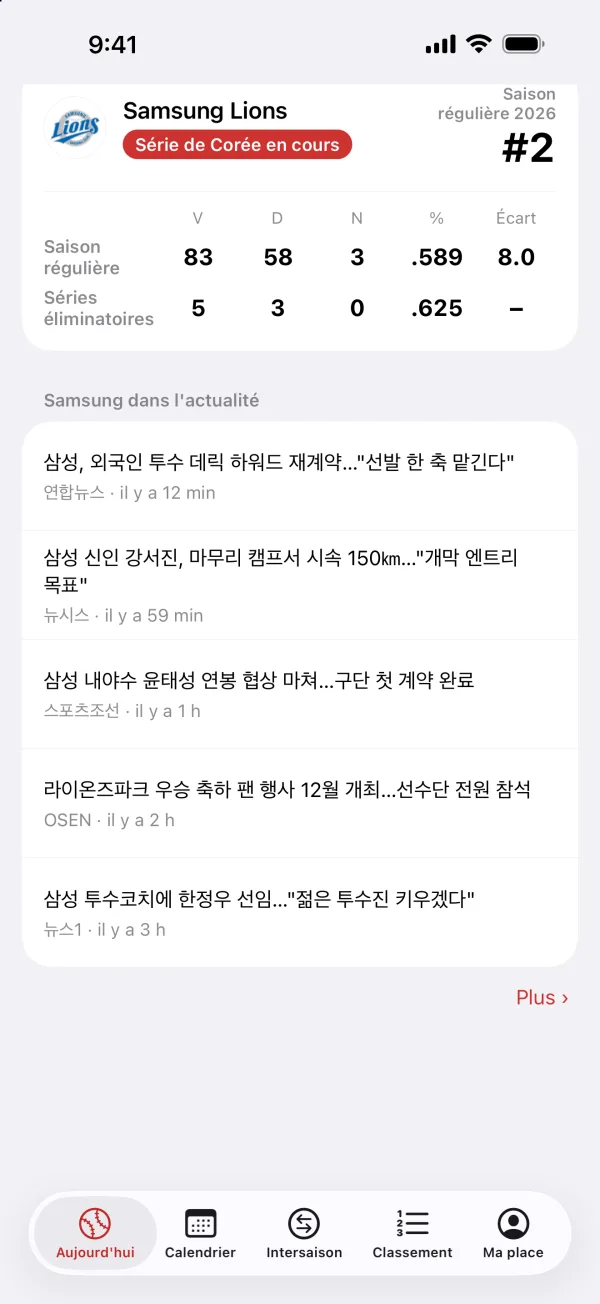 9:41
Saison
régulière 2026
Samsung Lions
Série de Corée en cours
#2
V D N % Écart
Saison
régulière
83 58 3 .589 8.0
Séries
éliminatoires
5 3 0 .625 –
Samsung dans l'actualité
삼성, 외국인 투수 데릭 하워드 재계약…"선발 한 축 맡긴다"
연합뉴스 · il y a 12 min
삼성 신인 강서진, 마무리 캠프서 시속 150㎞…"개막 엔트리
목표"
뉴시스 · il y a 59 min
삼성 내야수 윤태성 연봉 협상 마쳐…구단 첫 계약 완료
스포츠조선 · il y a 1 h
라이온즈파크 우승 축하 팬 행사 12월 개최…선수단 전원 참석
OSEN · il y a 2 h
삼성 투수코치에 한정우 선임…"젊은 투수진 키우겠다"
뉴스1 · il y a 3 h
Plus ›
Aujourd'hui Calendrier Intersaison Classement Ma place